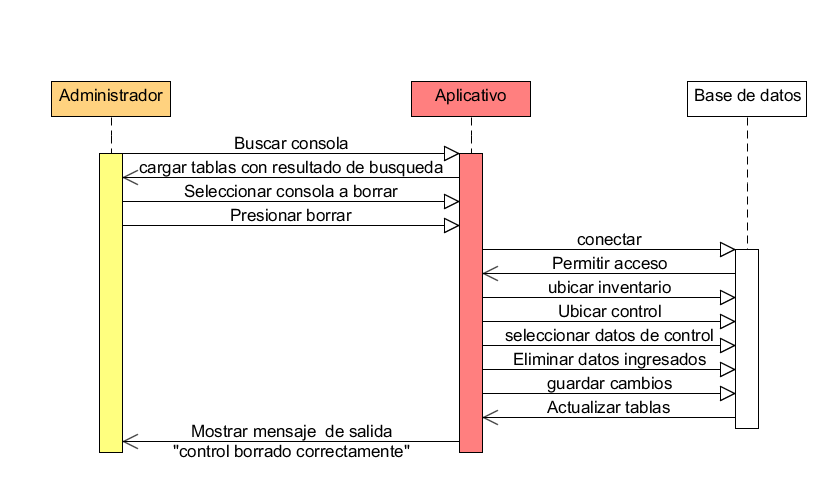 Administrador
Aplicativo
Base de datos
Buscar consola
cargar tablas con resultado de busqueda
Seleccionar consola a borrar
Presionar borrar
conectar
Permitir acceso
ubicar inventario
Ubicar control
seleccionar datos de control
Eliminar datos ingresados
guardar cambios
Actualizar tablas
Mostrar mensaje de salida
"control borrado correctamente"